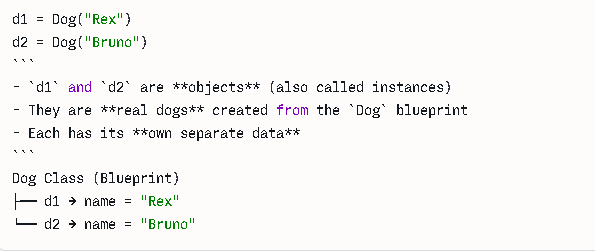 d1 = Dog("Rex")
d2 = Dog("Bruno")
```
- `d1` and `d2` are **objects** (also called instances)
- They are **real dogs** created from the `Dog` blueprint
- Each has its **own separate data**
```
Dog Class (Blueprint)
├── d1 → name = "Rex"
└── d2 → name = "Bruno"